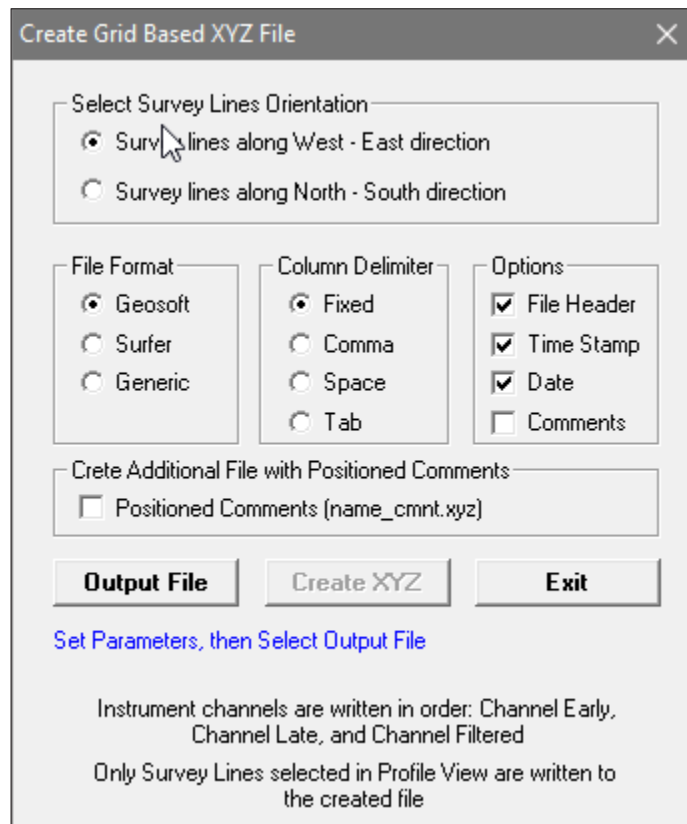 Create Grid Based XYZ File
Select Survey Lines Orientation
Survey lines along West - East direction
Survey lines along North - South direction
File Format
Geosoft
Surfer
Generic
Column Delimiter
Fixed
Comma
Space
Tab
Options
File Header
Time Stamp
Date
Comments
Crete Additional File with Positioned Comments
Positioned Comments (name_cmnt.xyz)
Output File
Create XYZ
Exit
Set Parameters, then Select Output File
Instrument channels are written in order: Channel Early,
Channel Late, and Channel Filtered
Only Survey Lines selected in Profile View are written to
the created file